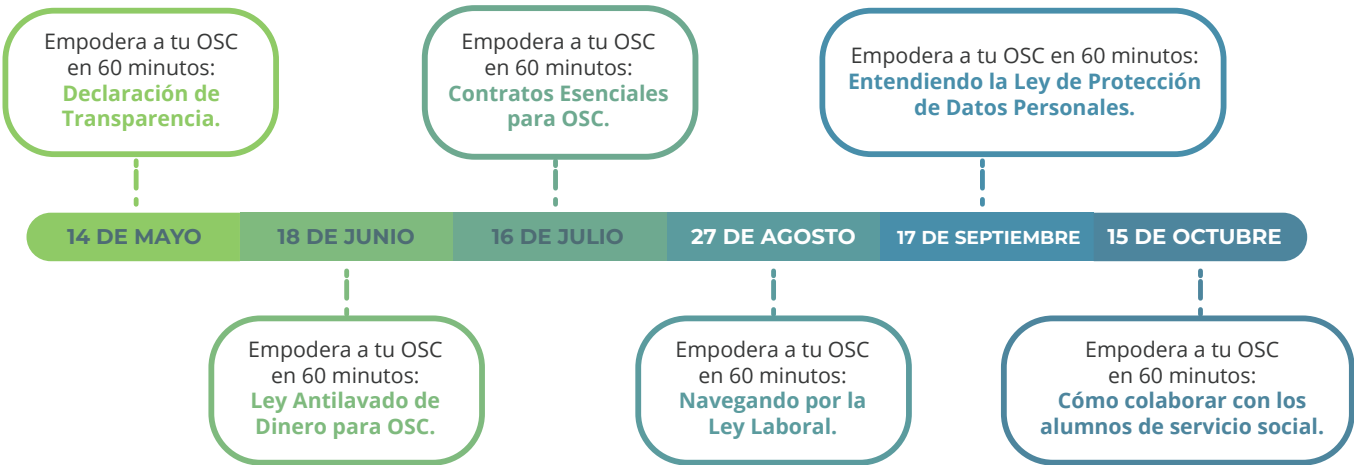 Empodera a tu OSC
en 60 minutos:
Declaración de
Transparencia.
Empodera a tu OSC
en 60 minutos:
Contratos Esenciales
para OSC.
Empodera a tu OSC en 60 minutos:
Entendiendo la Ley de Protección
de Datos Personales.
14 DE MAYO
18 DE JUNIO
16 DE JULIO
27 DE AGOSTO
17 DE SEPTIEMBRE
15 DE OCTUBRE
Empodera a tu OSC
en 60 minutos:
Ley Antilavado de
Dinero para OSC.
Empodera a tu OSC
en 60 minutos:
Navegando por la
Ley Laboral.
Empodera a tu OSC
en 60 minutos:
Cómo colaborar con los
alumnos de servicio social.